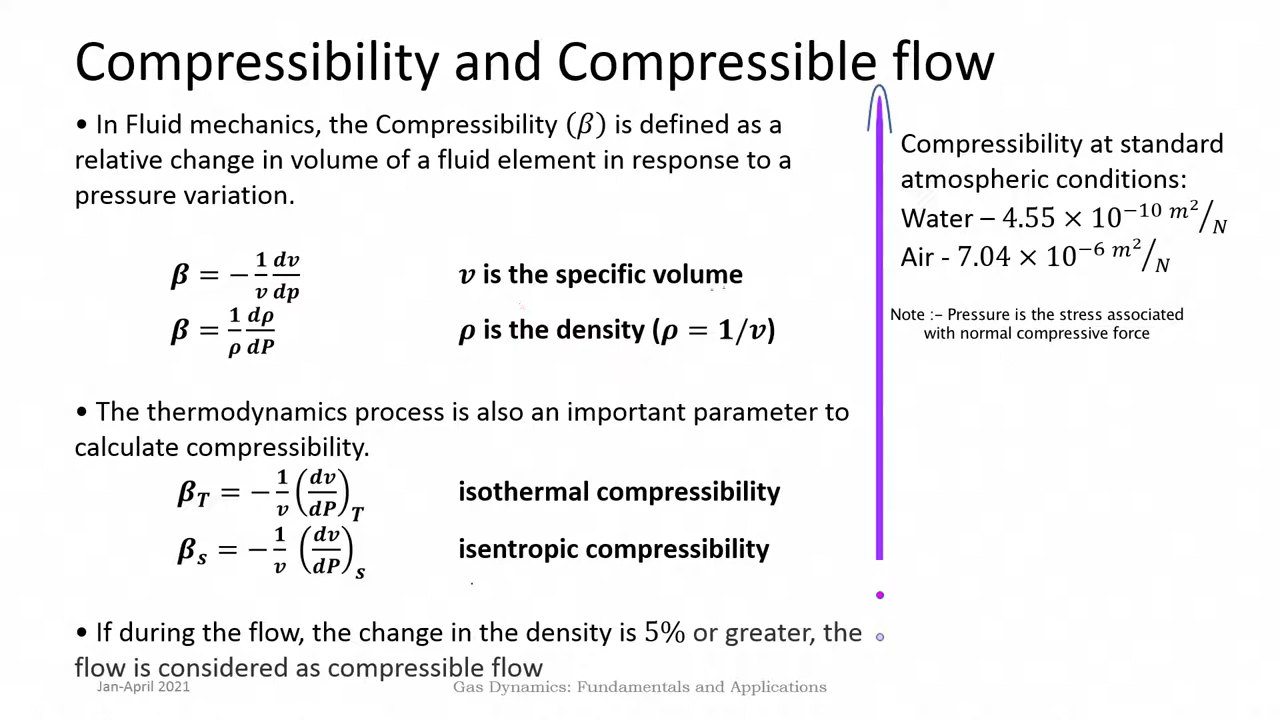 Compressibility and Compressible flow
• In Fluid mechanics, the Compressibility (β) is defined as a
relative change in volume of a fluid element in response to a
pressure variation.
β = −1/v dv/dp v is the specific volume
β = 1/ρ dρ/dP ρ is the density (ρ = 1/v)
• The thermodynamics process is also an important parameter to
calculate compressibility.
β_T = −1/v (dv/dP)_T isothermal compressibility
β_s = −1/v (dv/dP)_s isentropic compressibility
• If during the flow, the change in the density is 5% or greater, the
flow is considered as compressible flow
Compressibility at standard
atmospheric conditions:
Water – 4.55 × 10⁻¹⁰ m²/N
Air - 7.04 × 10⁻⁶ m²/N
Note :- Pressure is the stress associated
with normal compressive force
Jan-April 2021
Gas Dynamics: Fundamentals and Applications